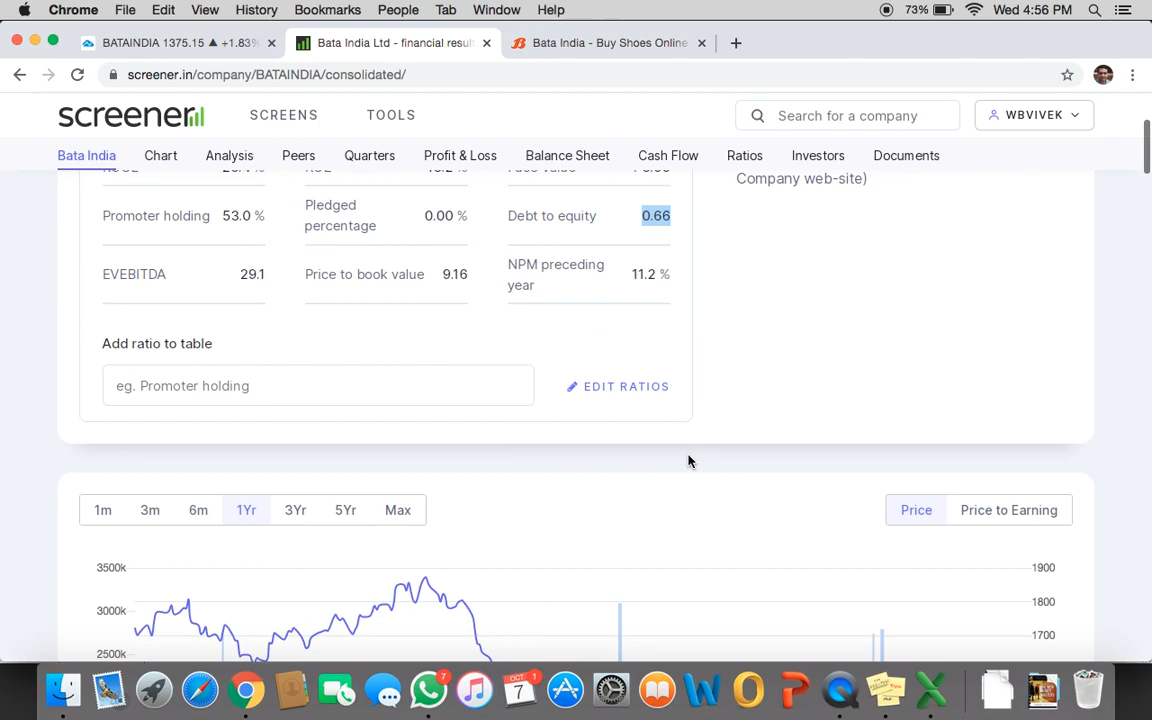 Chrome File Edit View History Bookmarks People Tab Window Help 73% Wed 4:56 PM
BATAINDIA 1375.15 ▲ +1.83% Bata India Ltd - financial resul Bata India - Buy Shoes Online
screener.in/company/BATAINDIA/consolidated/
screener SCREENS TOOLS Search for a company WBVIVEK
Bata India Chart Analysis Peers Quarters Profit & Loss Balance Sheet Cash Flow Ratios Investors Documents
Company web-site)
Promoter holding 53.0 % Pledged percentage 0.00 % Debt to equity 0.66
EVEBITDA 29.1 Price to book value 9.16 NPM preceding year 11.2 %
Add ratio to table
eg. Promoter holding EDIT RATIOS
1m 3m 6m 1Yr 3Yr 5Yr Max Price Price to Earning
3500k 1900
3000k 1800
1700
2500k
7 OCT 7 1